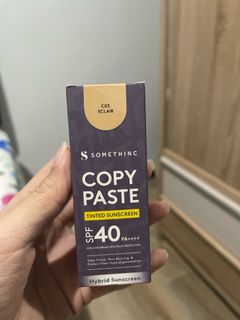 C03
ECLAIR
SOMETHINC
COPY
PASTE
TINTED SUNSCREEN
SPF 40 PA++++
Hybrid Sunscreen